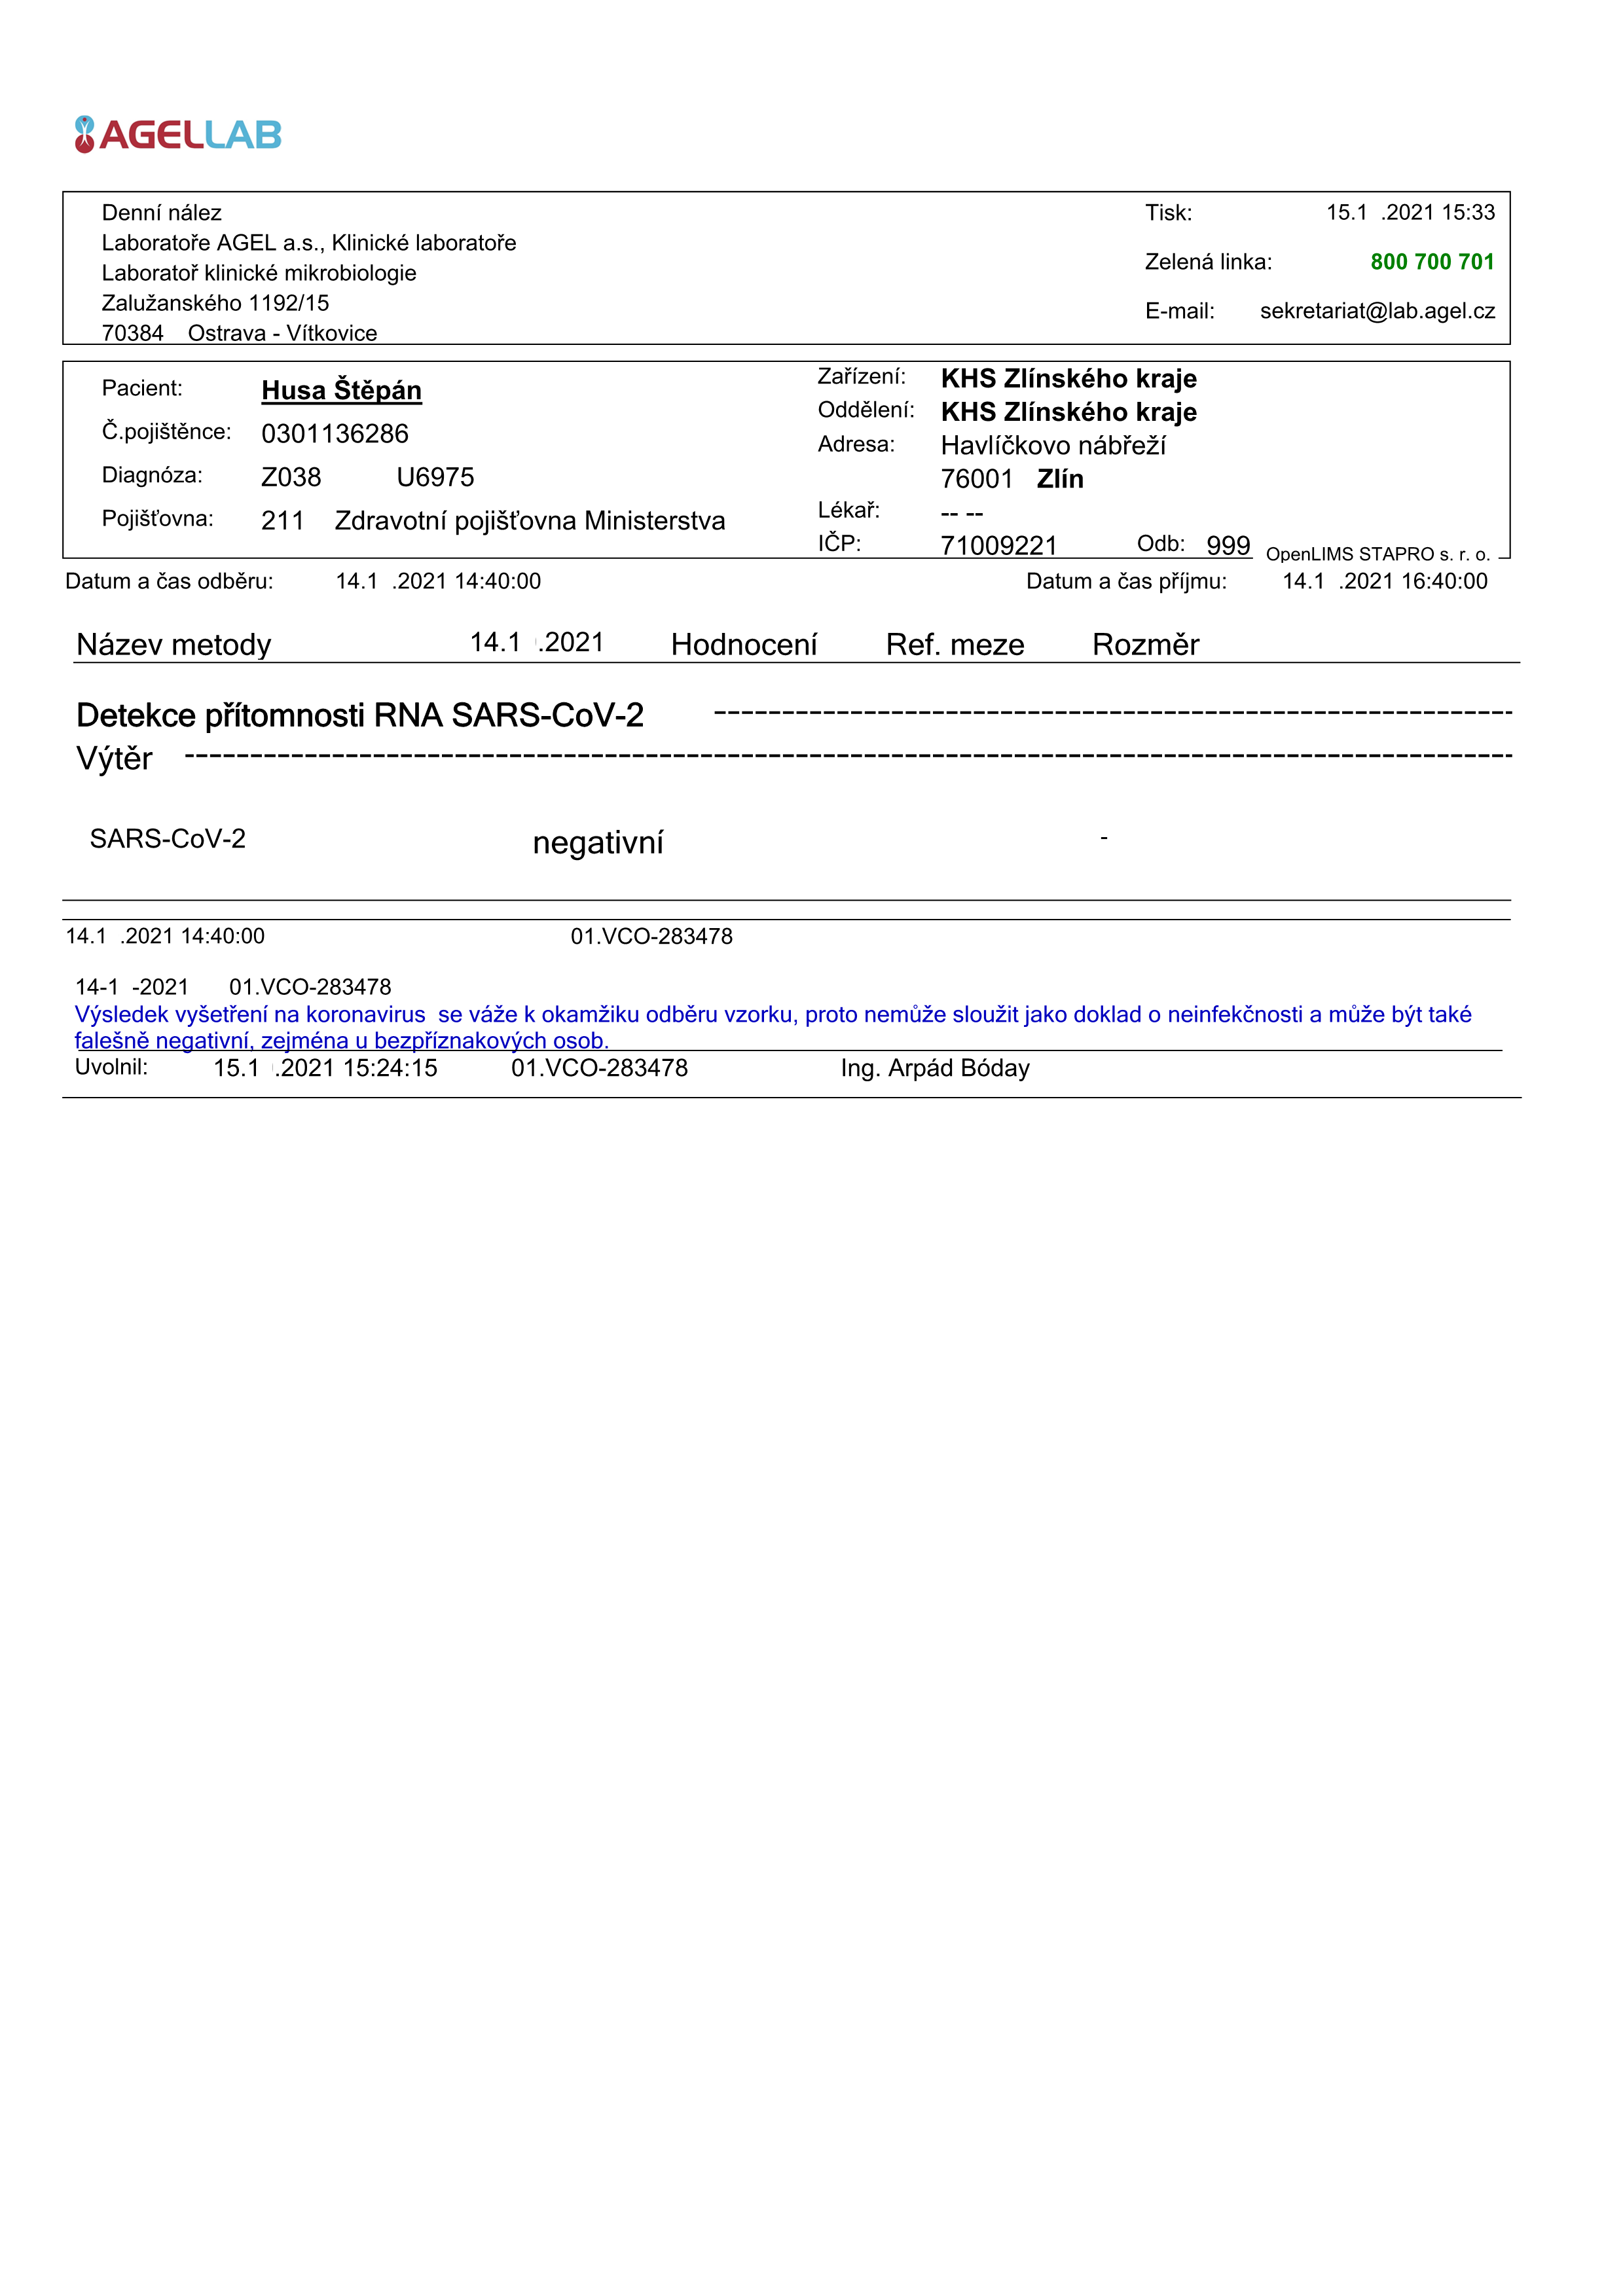 AGELLAB
Denní nález
Laboratoře AGEL a.s., Klinické laboratoře
Laboratoř klinické mikrobiologie
Zalužanského 1192/15
70384 Ostrava - Vítkovice
Tisk: 15.1 .2021 15:33
Zelená linka: 800 700 701
E-mail: sekretariat@lab.agel.cz
Pacient: Husa Štěpán
Č.pojištěnce: 0301136286
Diagnóza: Z038 U6975
Pojišťovna: 211 Zdravotní pojišťovna Ministerstva
Zařízení: KHS Zlínského kraje
Oddělení: KHS Zlínského kraje
Adresa: Havlíčkovo nábřeží
76001 Zlín
Lékař: -- --
IČP: 71009221 Odb: 999 OpenLIMS STAPRO s. r. o.
Datum a čas odběru: 14.1 .2021 14:40:00 Datum a čas příjmu: 14.1 .2021 16:40:00
Název metody 14.1 .2021 Hodnocení Ref. meze Rozměr
Detekce přítomnosti RNA SARS-CoV-2
Výtěr
SARS-CoV-2 negativní -
14.1 .2021 14:40:00 01.VCO-283478
14-1 -2021 01.VCO-283478
Výsledek vyšetření na koronavirus se váže k okamžiku odběru vzorku, proto nemůže sloužit jako doklad o neinfekčnosti a může být také
falešně negativní, zejména u bezpříznakových osob.
Uvolnil: 15.1 .2021 15:24:15 01.VCO-283478 Ing. Arpád Bóday